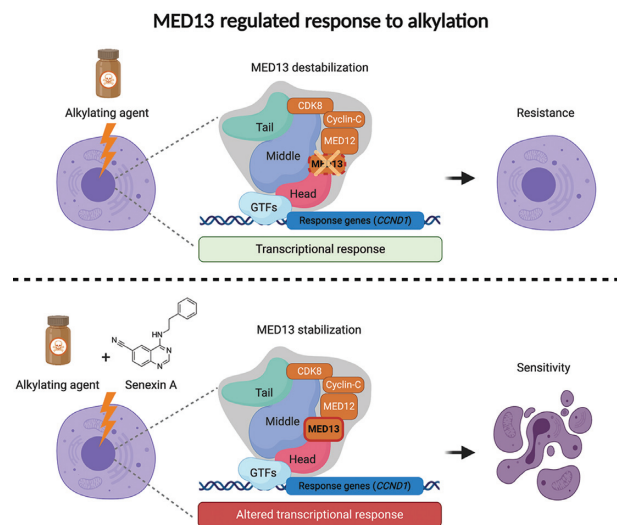 MED13 regulated response to alkylation
MED13 destabilization
Alkylating agent
CDK8
Cyclin-C
MED12
MED13
Tail
Middle
Head
GTFs
Response genes (CCND1)
Transcriptional response
Resistance
MED13 stabilization
+
NH
N
N
N
Alkylating agent
Senexin A
CDK8
Cyclin-C
MED12
MED13
Tail
Middle
Head
GTFs
Response genes (CCND1)
Altered transcriptional response
Sensitivity